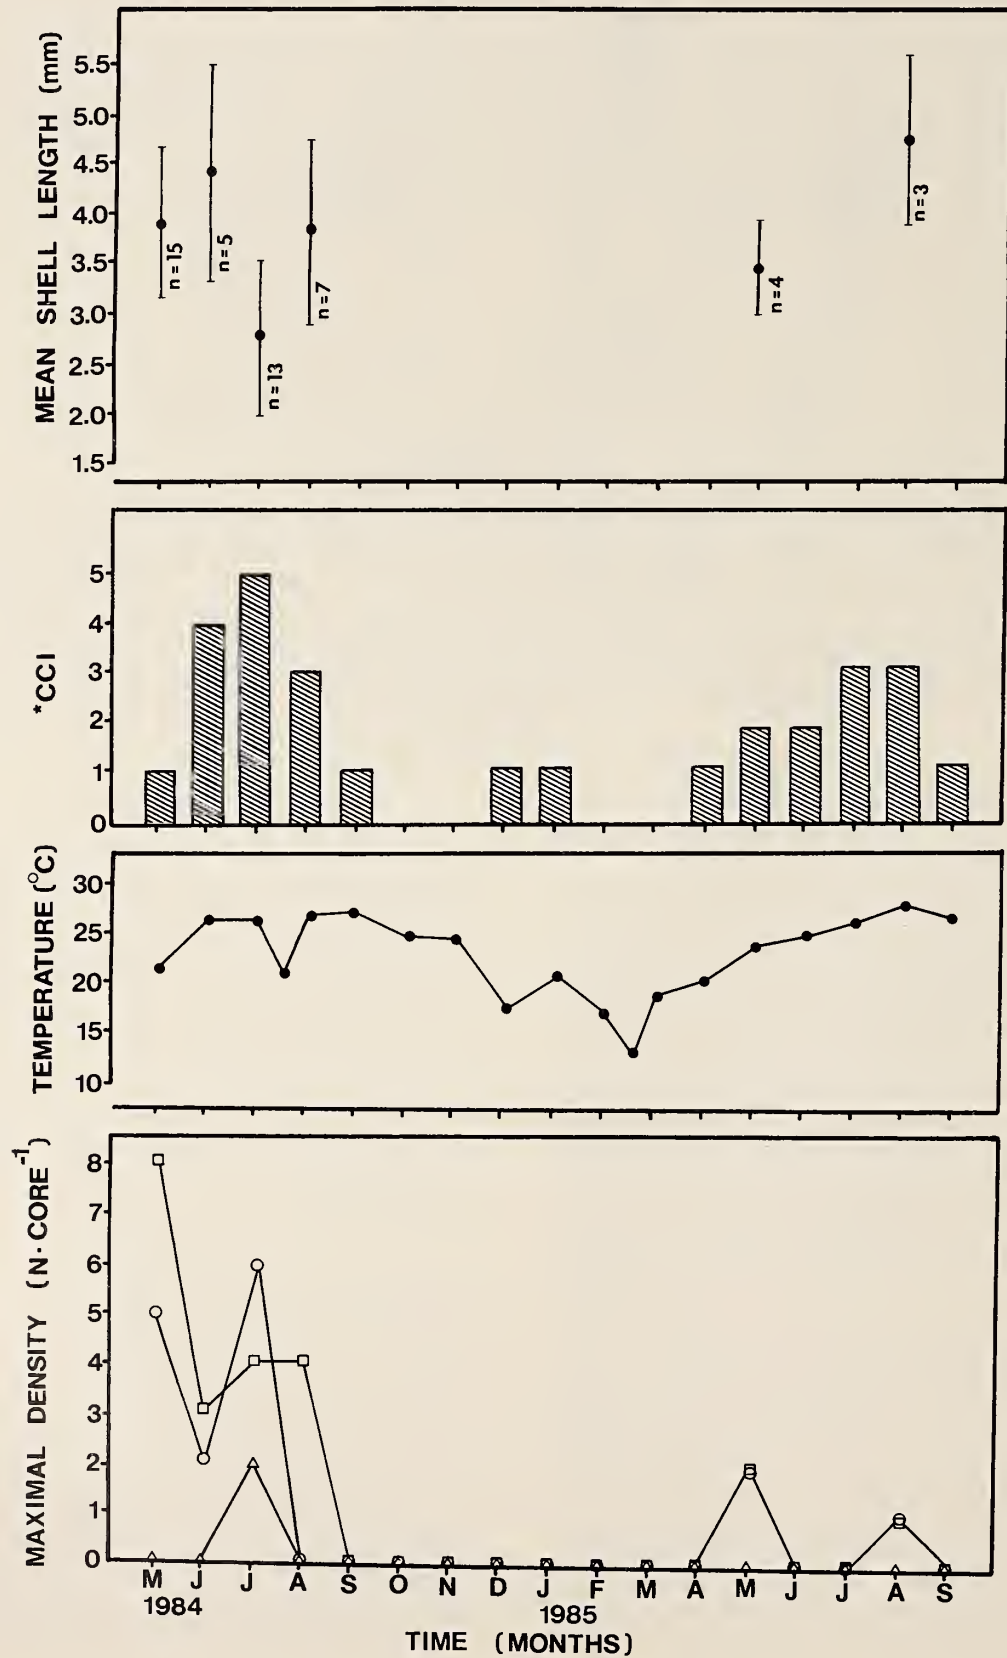 MEAN SHELL LENGTH (mm)
5.5
5.0
4.5
4.0
3.5
3.0
2.5
2.0
1.5
n=15
n=5
n=13
n=7
n=4
n=3
*CCI
5
4
3
2
1
0
TEMPERATURE (°C)
30
25
20
15
10
MAXIMAL DENSITY (N·CORE⁻¹)
8
7
6
5
4
3
2
1
0
M J J A S O N D J F M A M J J A S
1984 1985
TIME (MONTHS)